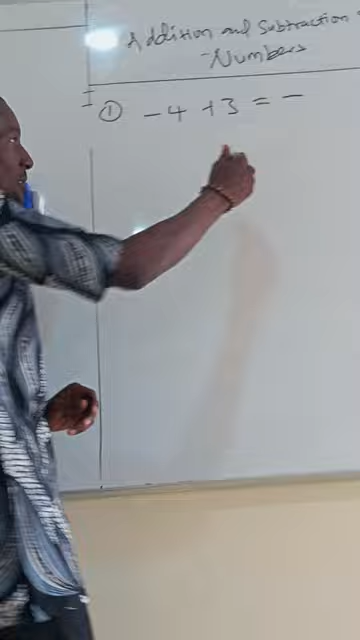 Addition and Subtraction
-Numbers
① -4 +3 = -